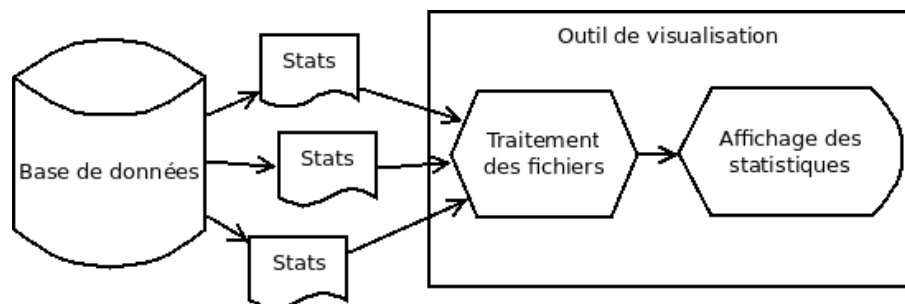 Outil de visualisation
Stats
Stats
Stats
Base de données
Traitement
des fichiers
Affichage des
statistiques